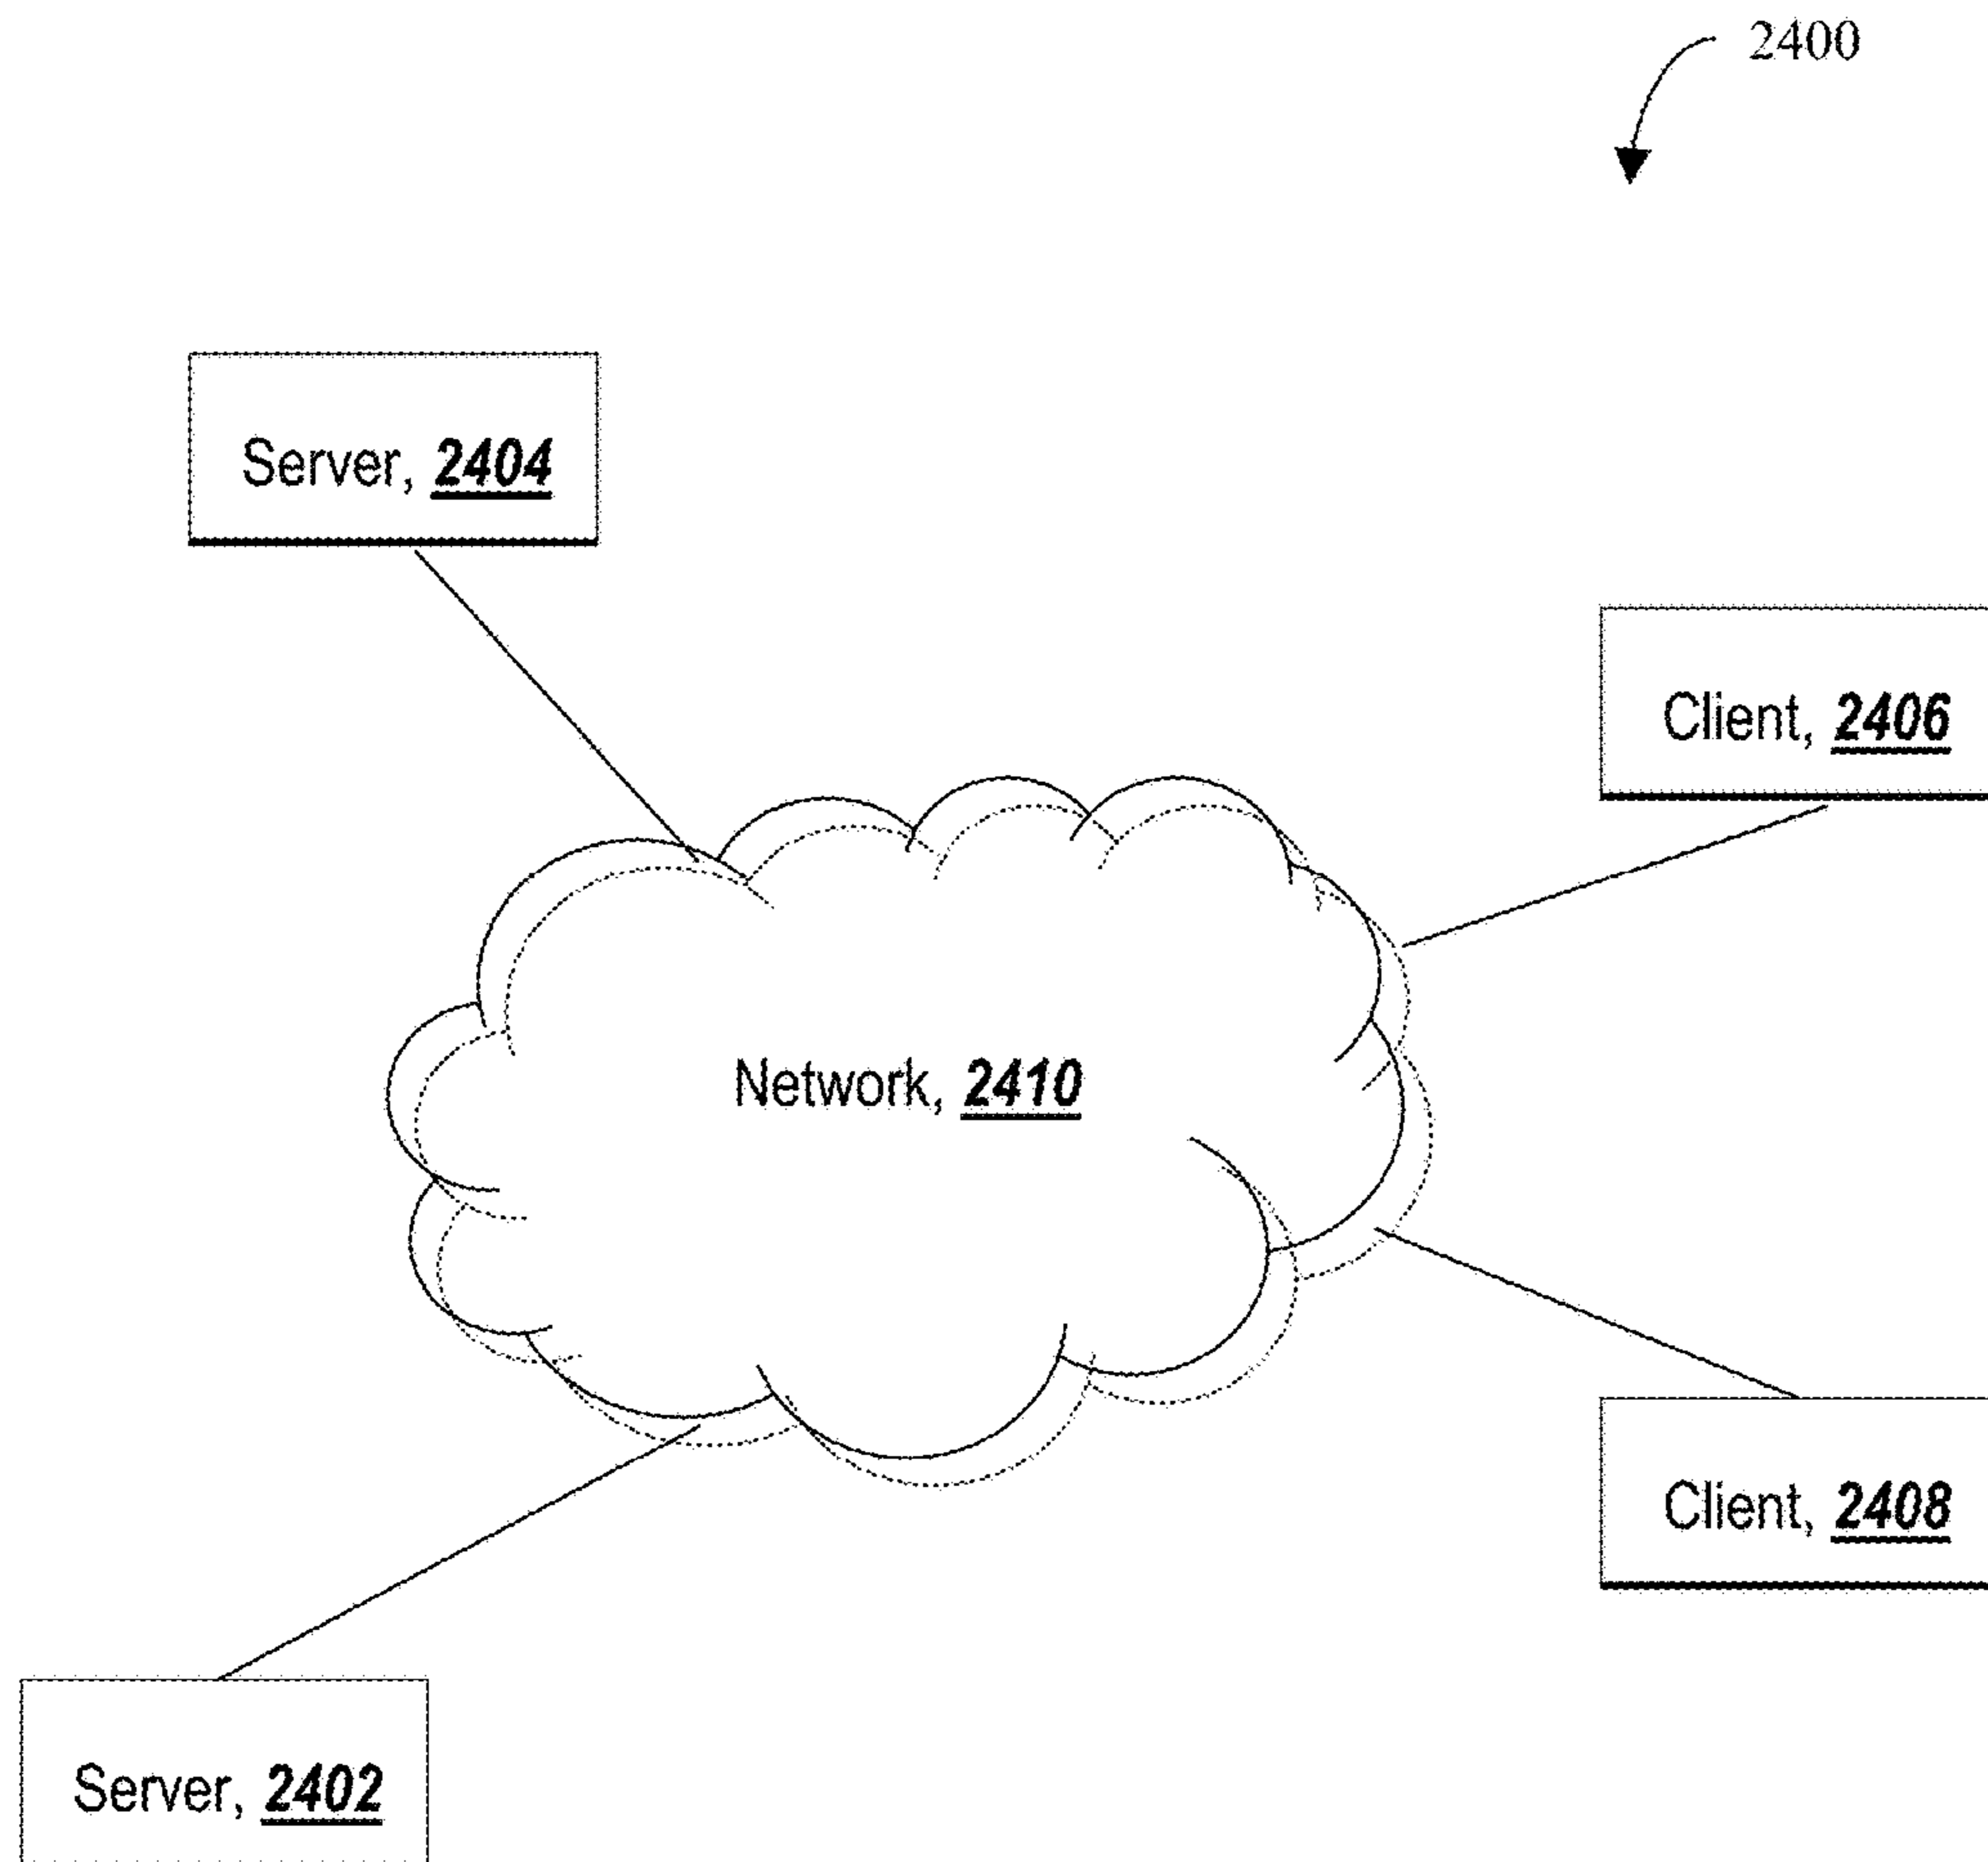 2400
Server, 2404
Client, 2406
Network, 2410
Client, 2408
Server, 2402